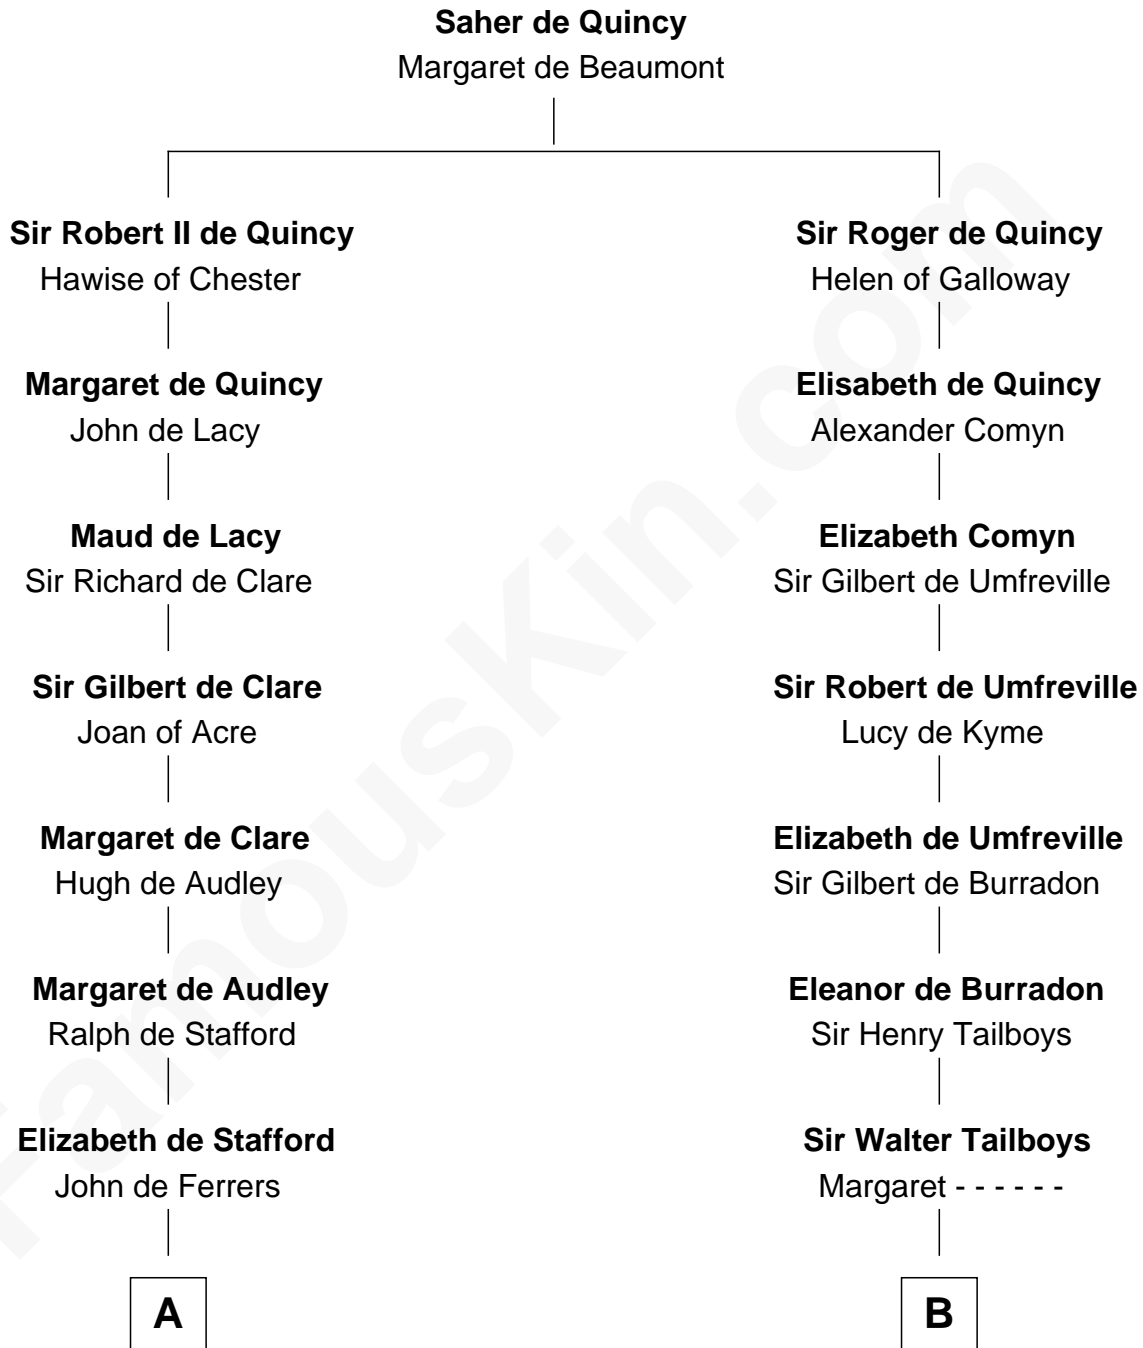 Saher de Quincy
Margaret de Beaumont
Sir Robert II de Quincy
Hawise of Chester
Sir Roger de Quincy
Helen of Galloway
Margaret de Quincy
John de Lacy
Elisabeth de Quincy
Alexander Comyn
Maud de Lacy
Sir Richard de Clare
Elizabeth Comyn
Sir Gilbert de Umfreville
Sir Gilbert de Clare
Joan of Acre
Sir Robert de Umfreville
Lucy de Kyme
Margaret de Clare
Hugh de Audley
Elizabeth de Umfreville
Sir Gilbert de Burradon
Margaret de Audley
Ralph de Stafford
Eleanor de Burradon
Sir Henry Tailboys
Elizabeth de Stafford
John de Ferrers
Sir Walter Tailboys
Margaret - - - - - -
A
B
FamousKin.com